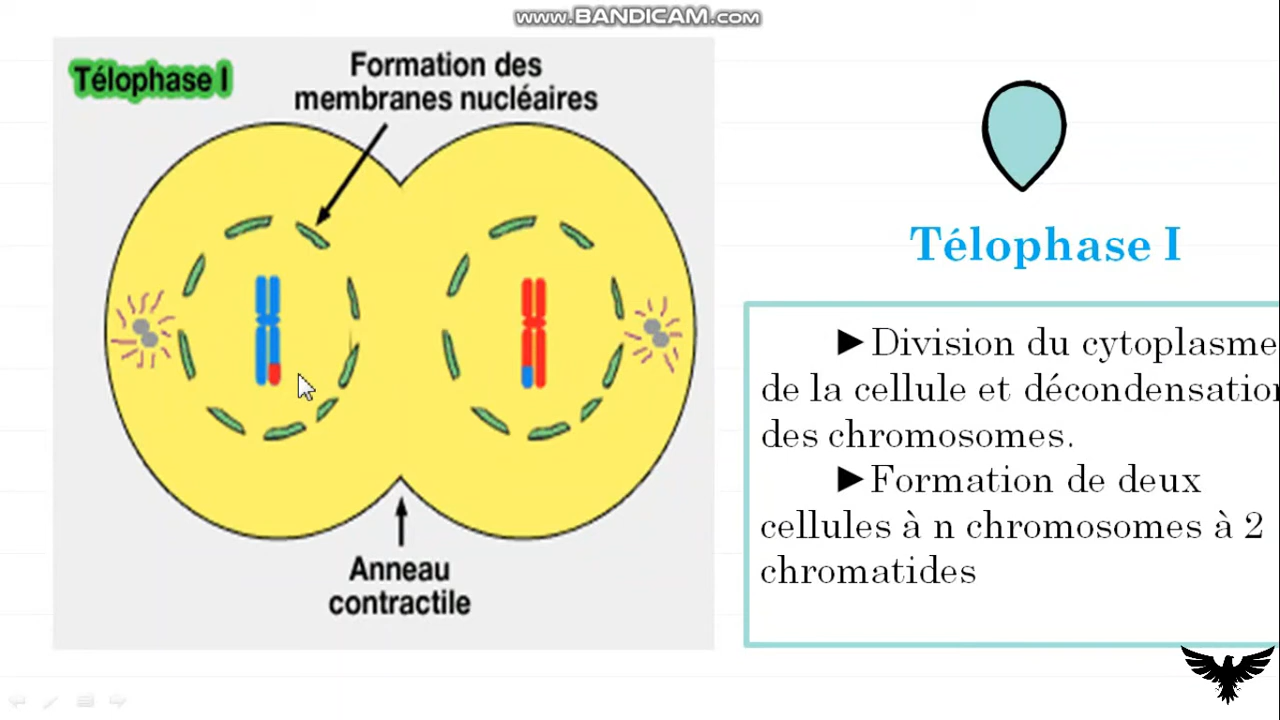 www.BANDICAM.com
Télophase I
Formation des
membranes nucléaires
Anneau
contractile
Télophase I
►Division du cytoplasme
de la cellule et décondensation
des chromosomes.
►Formation de deux
cellules à n chromosomes à 2
chromatides